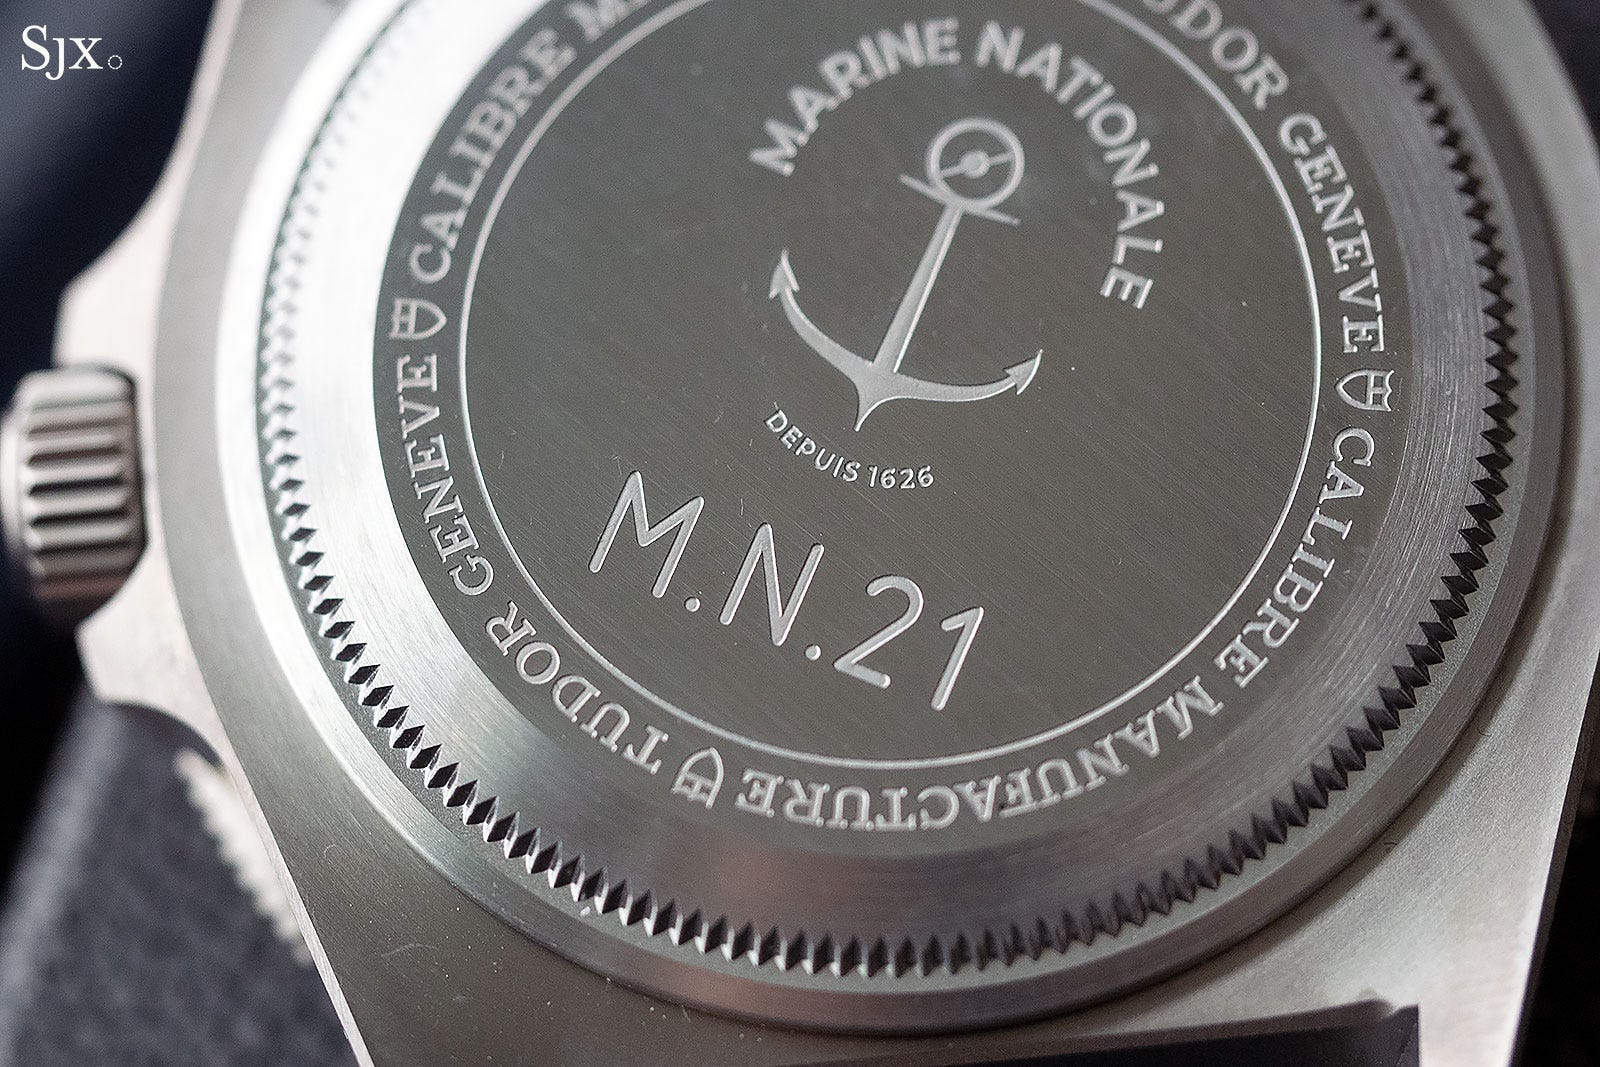 Sjx
MARINE NATIONALE
DEPUIS 1626
M.N.21
TUDOR GENEVE CALIBRE
TUDOR GENEVE CALIBRE MANUFACTURE